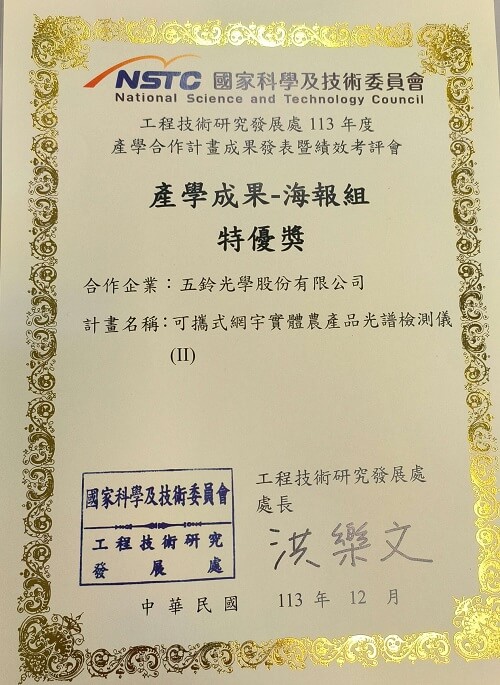 NSTC 國家科學及技術委員會
National Science and Technology Council
工程技術研究發展處 113 年度
產學合作計畫成果發表暨績效考評會
產學成果-海報組
特優獎
合作企業：五鈴光學股份有限公司
計畫名稱：可攜式網宇實體農產品光譜檢測儀
(II)
國家科學及技術委員會
工程技術研究
發展處
工程技術研究發展處
處長
洪樂文
中華民國 113 年 12 月